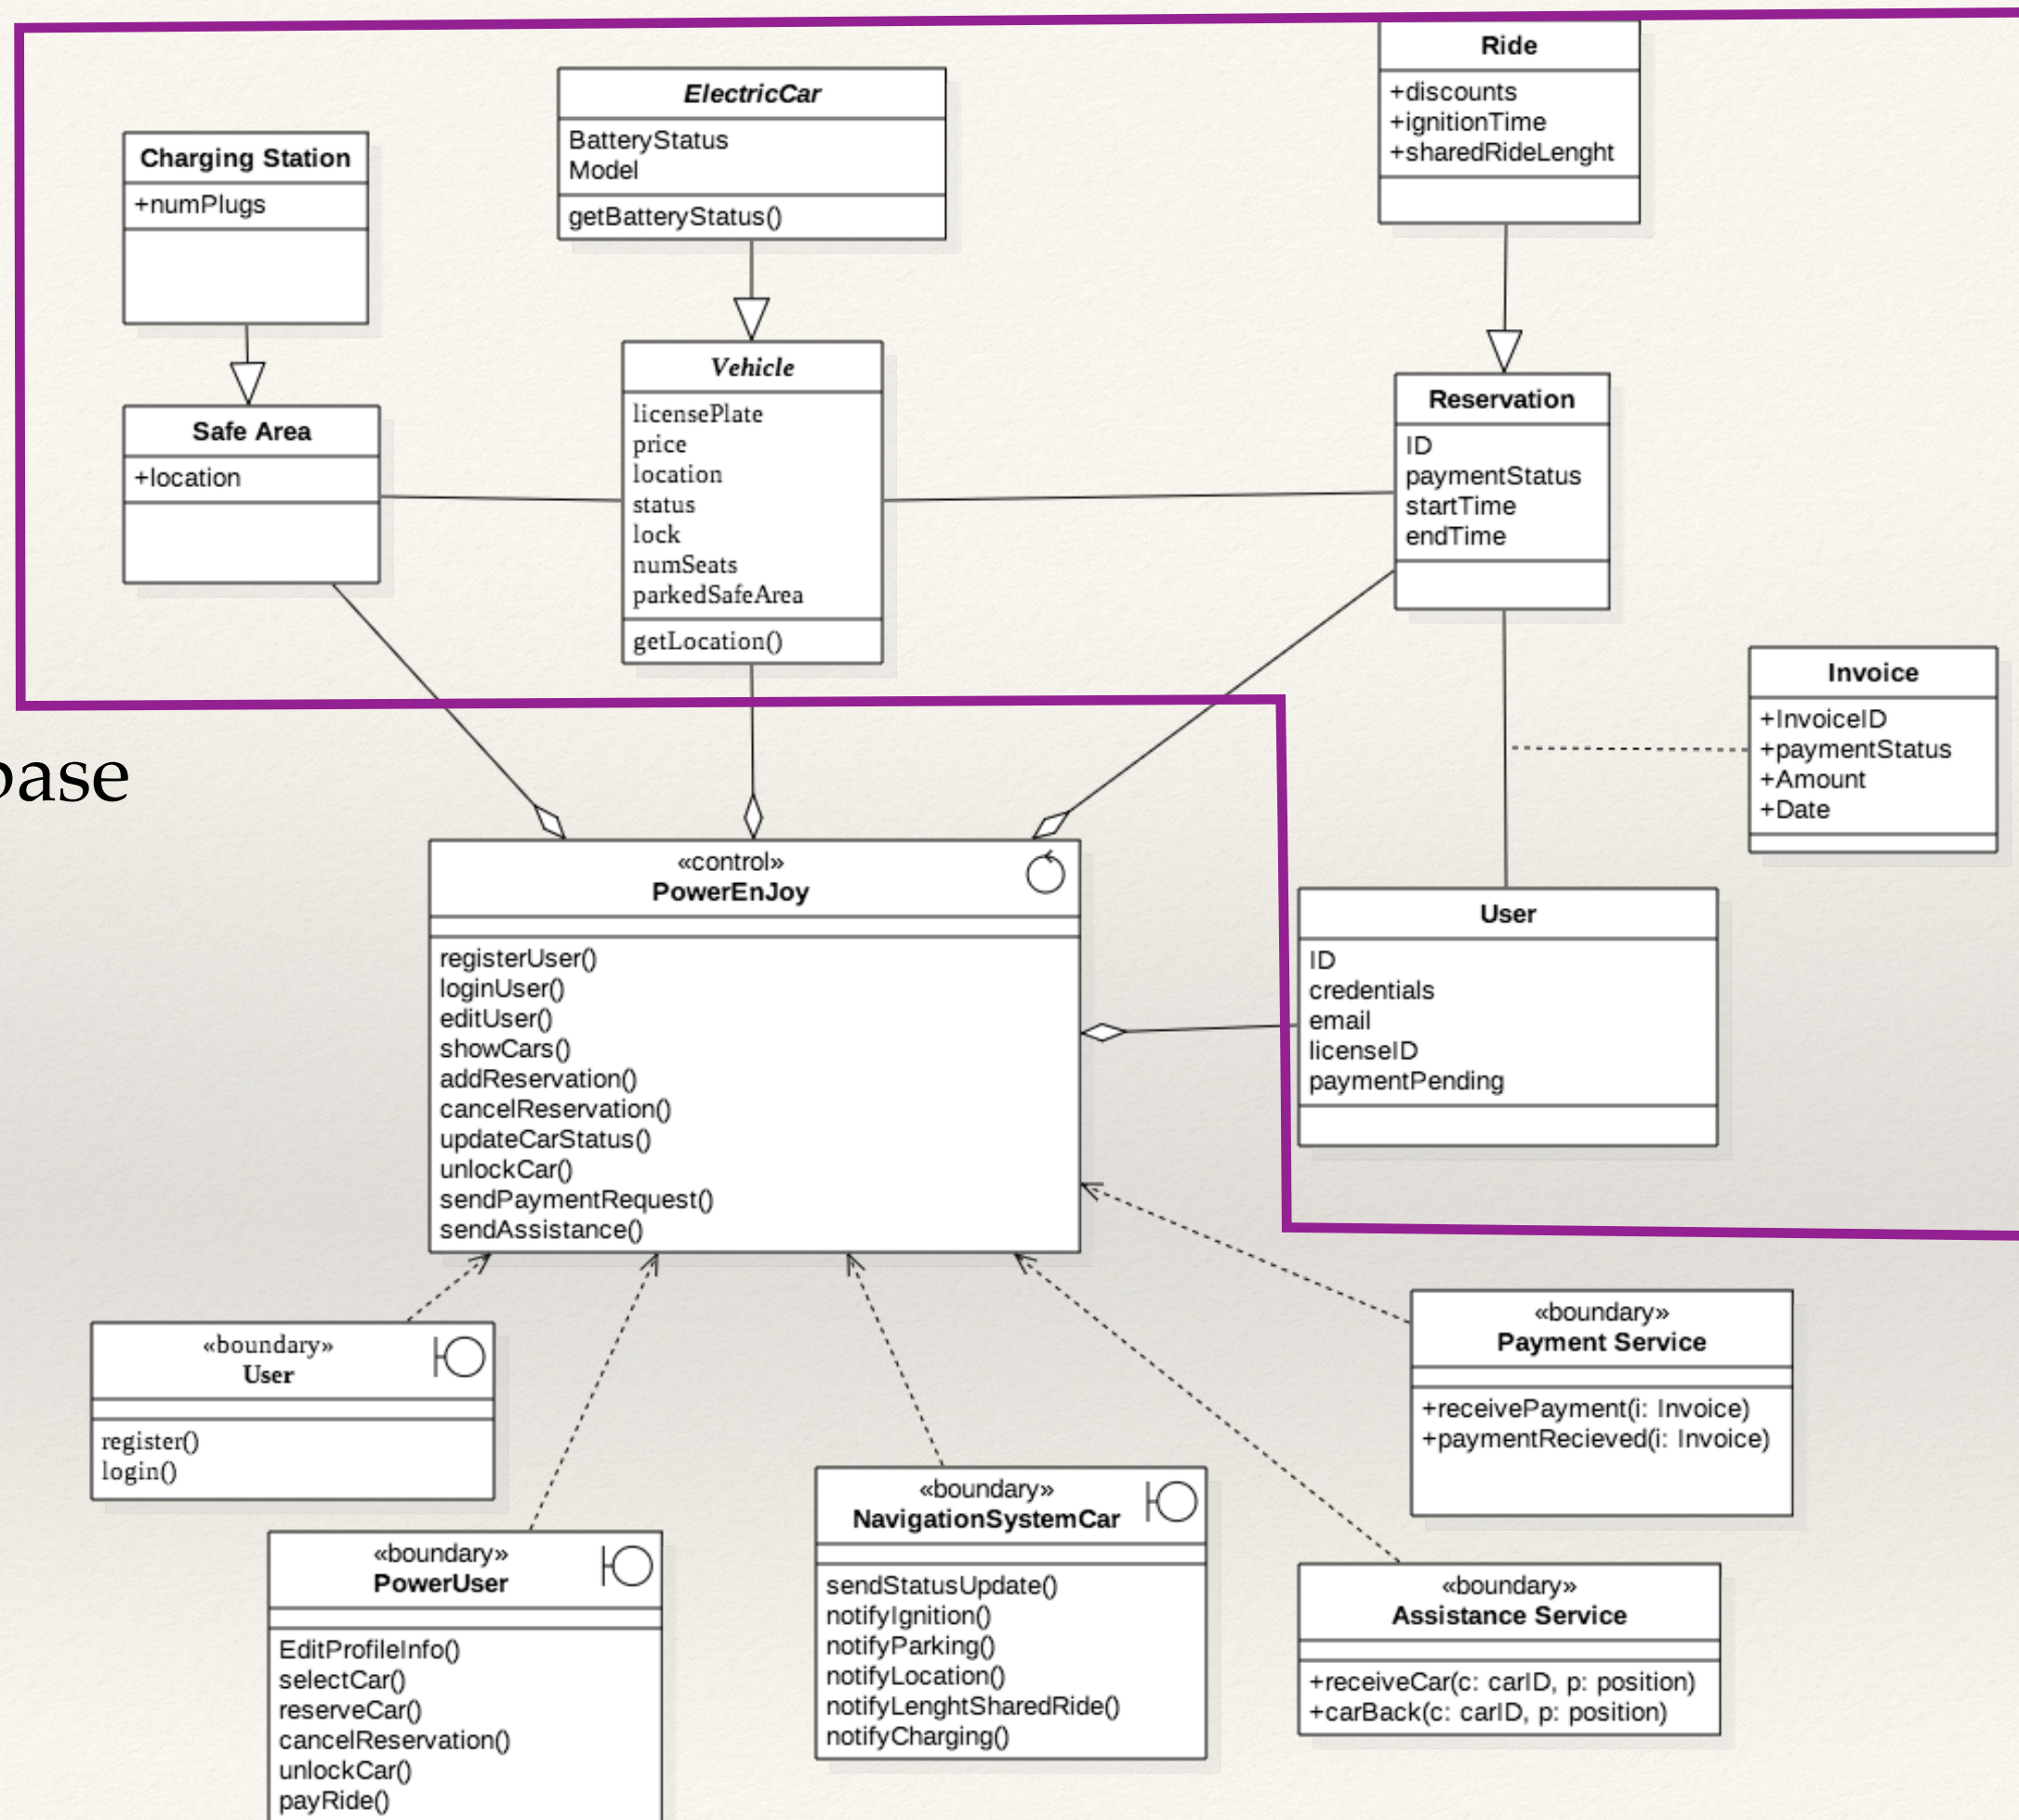 Ride
+discounts
+ignitionTime
+sharedRideLenght
ElectricCar
BatteryStatus
Model
getBatteryStatus()
Charging Station
+numPlugs
Safe Area
+location
Vehicle
licensePlate
price
location
status
lock
numSeats
parkedSafeArea
getLocation()
Reservation
ID
paymentStatus
startTime
endTime
Invoice
+InvoiceID
+paymentStatus
+Amount
+Date
base
«control»
PowerEnJoy
registerUser()
loginUser()
editUser()
showCars()
addReservation()
cancelReservation()
updateCarStatus()
unlockCar()
sendPaymentRequest()
sendAssistance()
User
ID
credentials
email
licenseID
paymentPending
«boundary»
User
register()
login()
«boundary»
PowerUser
EditProfileInfo()
selectCar()
reserveCar()
cancelReservation()
unlockCar()
payRide()
«boundary»
NavigationSystemCar
sendStatusUpdate()
notifyIgnition()
notifyParking()
notifyLocation()
notifyLenghtSharedRide()
notifyCharging()
«boundary»
Payment Service
+receivePayment(i: Invoice)
+paymentRecieved(i: Invoice)
«boundary»
Assistance Service
+receiveCar(c: carID, p: position)
+carBack(c: carID, p: position)